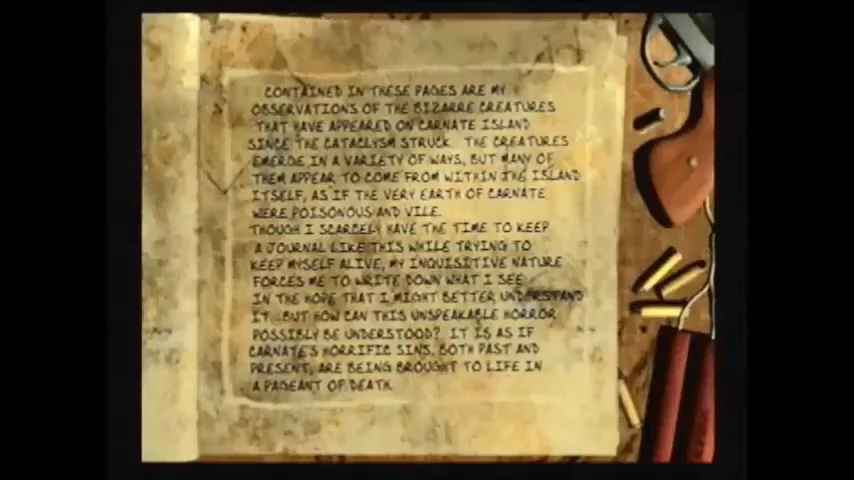 CONTAINED IN THESE PAGES ARE MY
OBSERVATIONS OF THE BIZARRE CREATURES
THAT HAVE APPEARED ON CARNATE ISLAND
SINCE THE CATACLYSM STRUCK. THE CREATURES
EMERGE IN A VARIETY OF WAYS, BUT MANY OF
THEM APPEAR TO COME FROM WITHIN THE ISLAND
ITSELF, AS IF THE VERY EARTH OF CARNATE
WERE POISONOUS AND VILE.
THOUGH I SCARCELY HAVE THE TIME TO KEEP
A JOURNAL LIKE THIS WHILE TRYING TO
KEEP MYSELF ALIVE, MY INQUISITIVE NATURE
FORCES ME TO WRITE DOWN WHAT I SEE
IN THE HOPE THAT I MIGHT BETTER UNDERSTAND
IT...BUT HOW CAN THIS UNSPEAKABLE HORROR
POSSIBLY BE UNDERSTOOD? IT IS AS IF
CARNATE'S HORRIFIC SINS, BOTH PAST AND
PRESENT, ARE BEING BROUGHT TO LIFE IN
A PAGEANT OF DEATH.